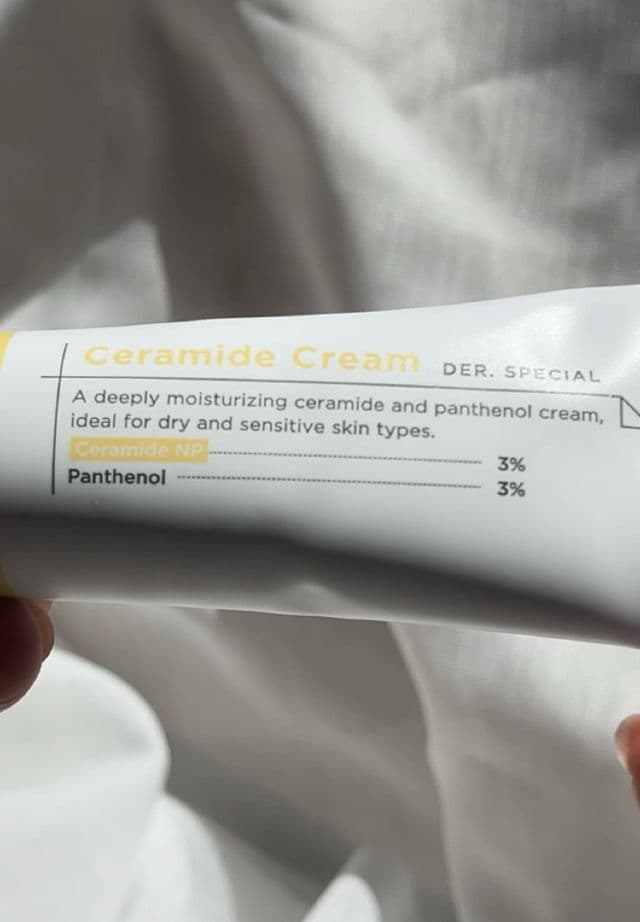 Ceramide Cream DER. SPECIAL
A deeply moisturizing ceramide and panthenol cream,
ideal for dry and sensitive skin types.
Ceramide NP 3%
Panthenol 3%